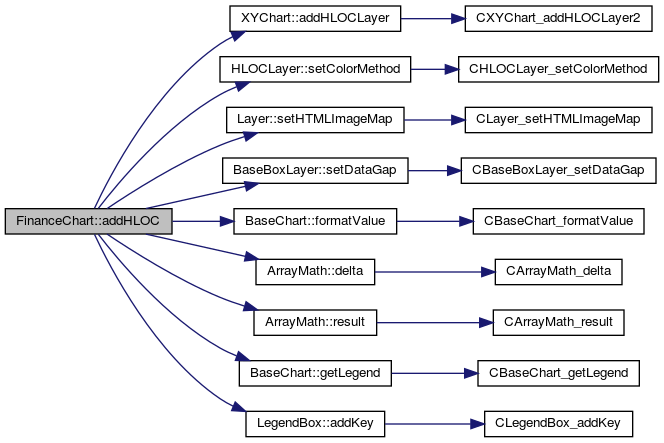 XYChart::addHLOCLayer CXYChart_addHLOCLayer2
HLOCLayer::setColorMethod CHLOCLayer_setColorMethod
Layer::setHTMLImageMap CLayer_setHTMLImageMap
BaseBoxLayer::setDataGap CBaseBoxLayer_setDataGap
FinanceChart::addHLOC BaseChart::formatValue CBaseChart_formatValue
ArrayMath::delta CArrayMath_delta
ArrayMath::result CArrayMath_result
BaseChart::getLegend CBaseChart_getLegend
LegendBox::addKey CLegendBox_addKey